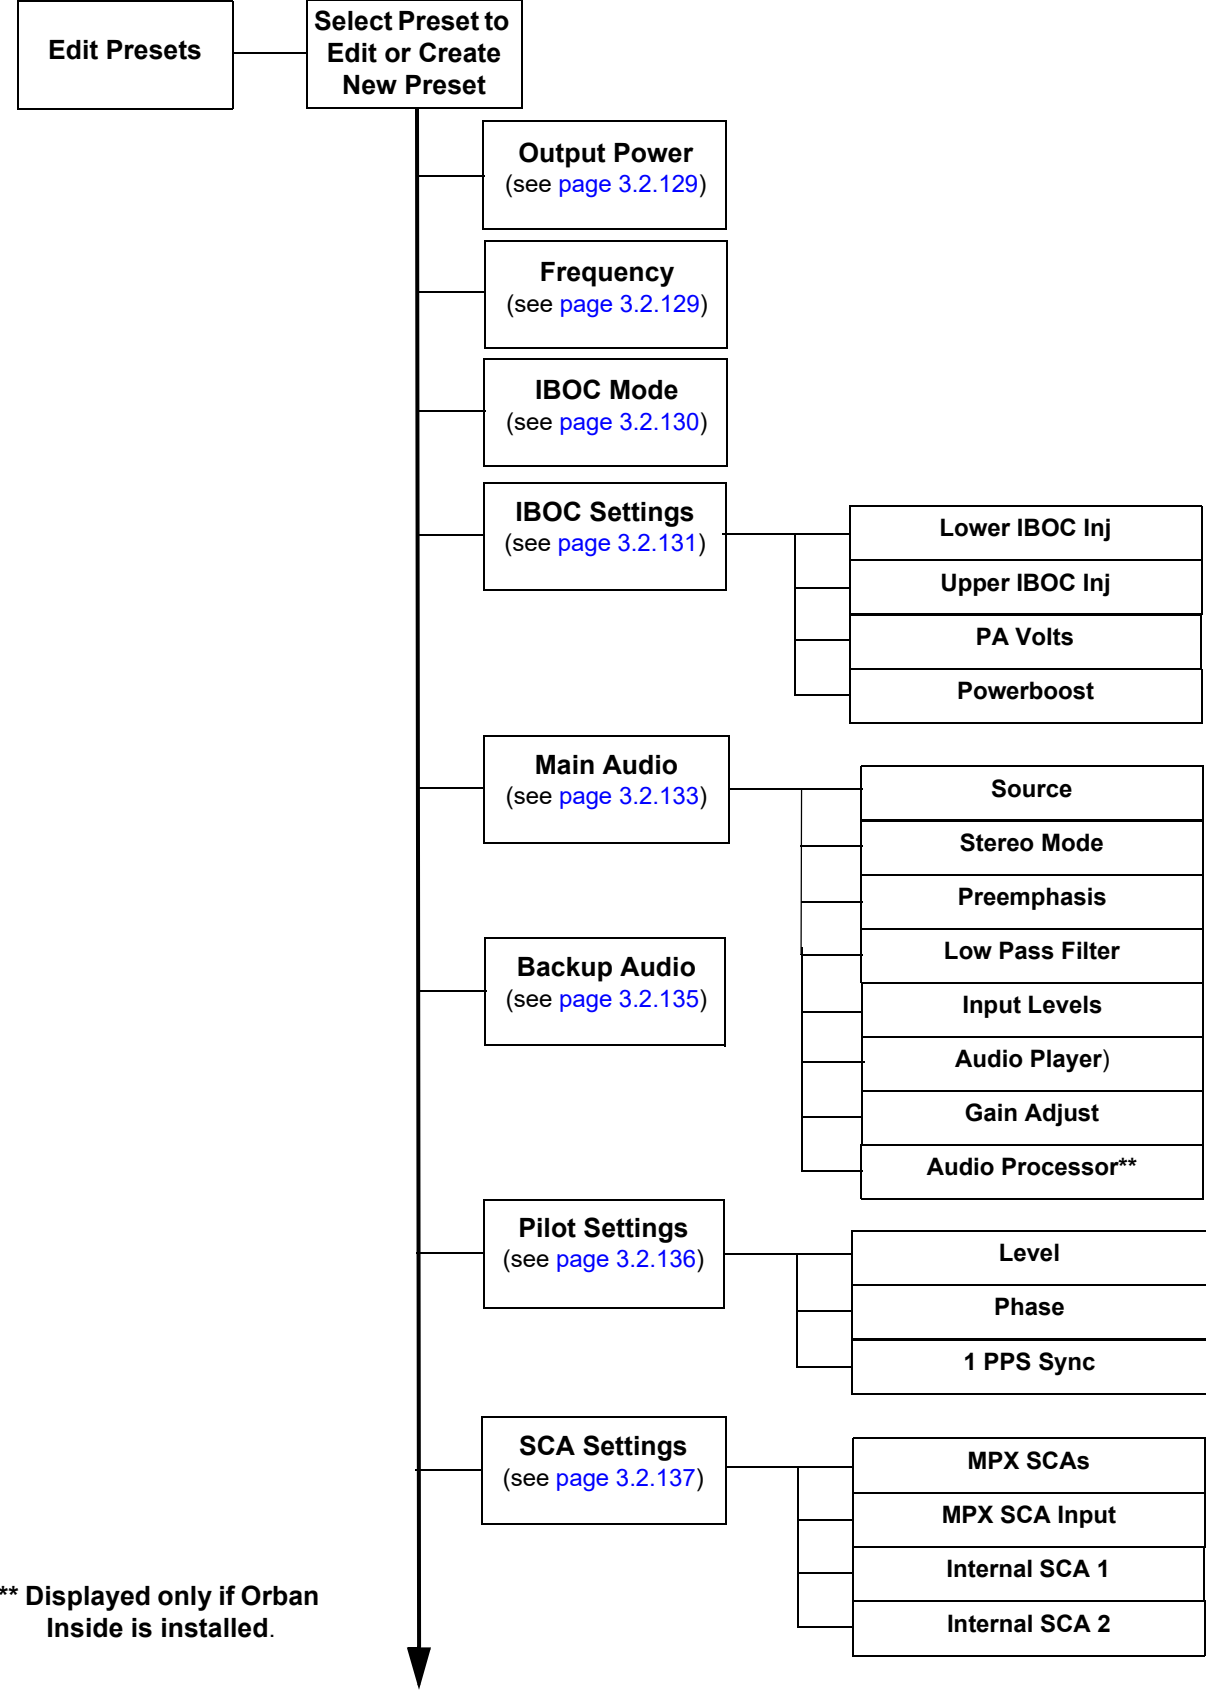 Edit Presets
Select Preset to
Edit or Create
New Preset
Output Power
(see page 3.2.129)
Frequency
(see page 3.2.129)
IBOC Mode
(see page 3.2.130)
IBOC Settings
(see page 3.2.131)
Lower IBOC Inj
Upper IBOC Inj
PA Volts
Powerboost
Main Audio
(see page 3.2.133)
Source
Stereo Mode
Preemphasis
Low Pass Filter
Input Levels
Audio Player)
Gain Adjust
Audio Processor**
Backup Audio
(see page 3.2.135)
Pilot Settings
(see page 3.2.136)
Level
Phase
1 PPS Sync
SCA Settings
(see page 3.2.137)
MPX SCAs
MPX SCA Input
Internal SCA 1
Internal SCA 2
** Displayed only if Orban
Inside is installed.